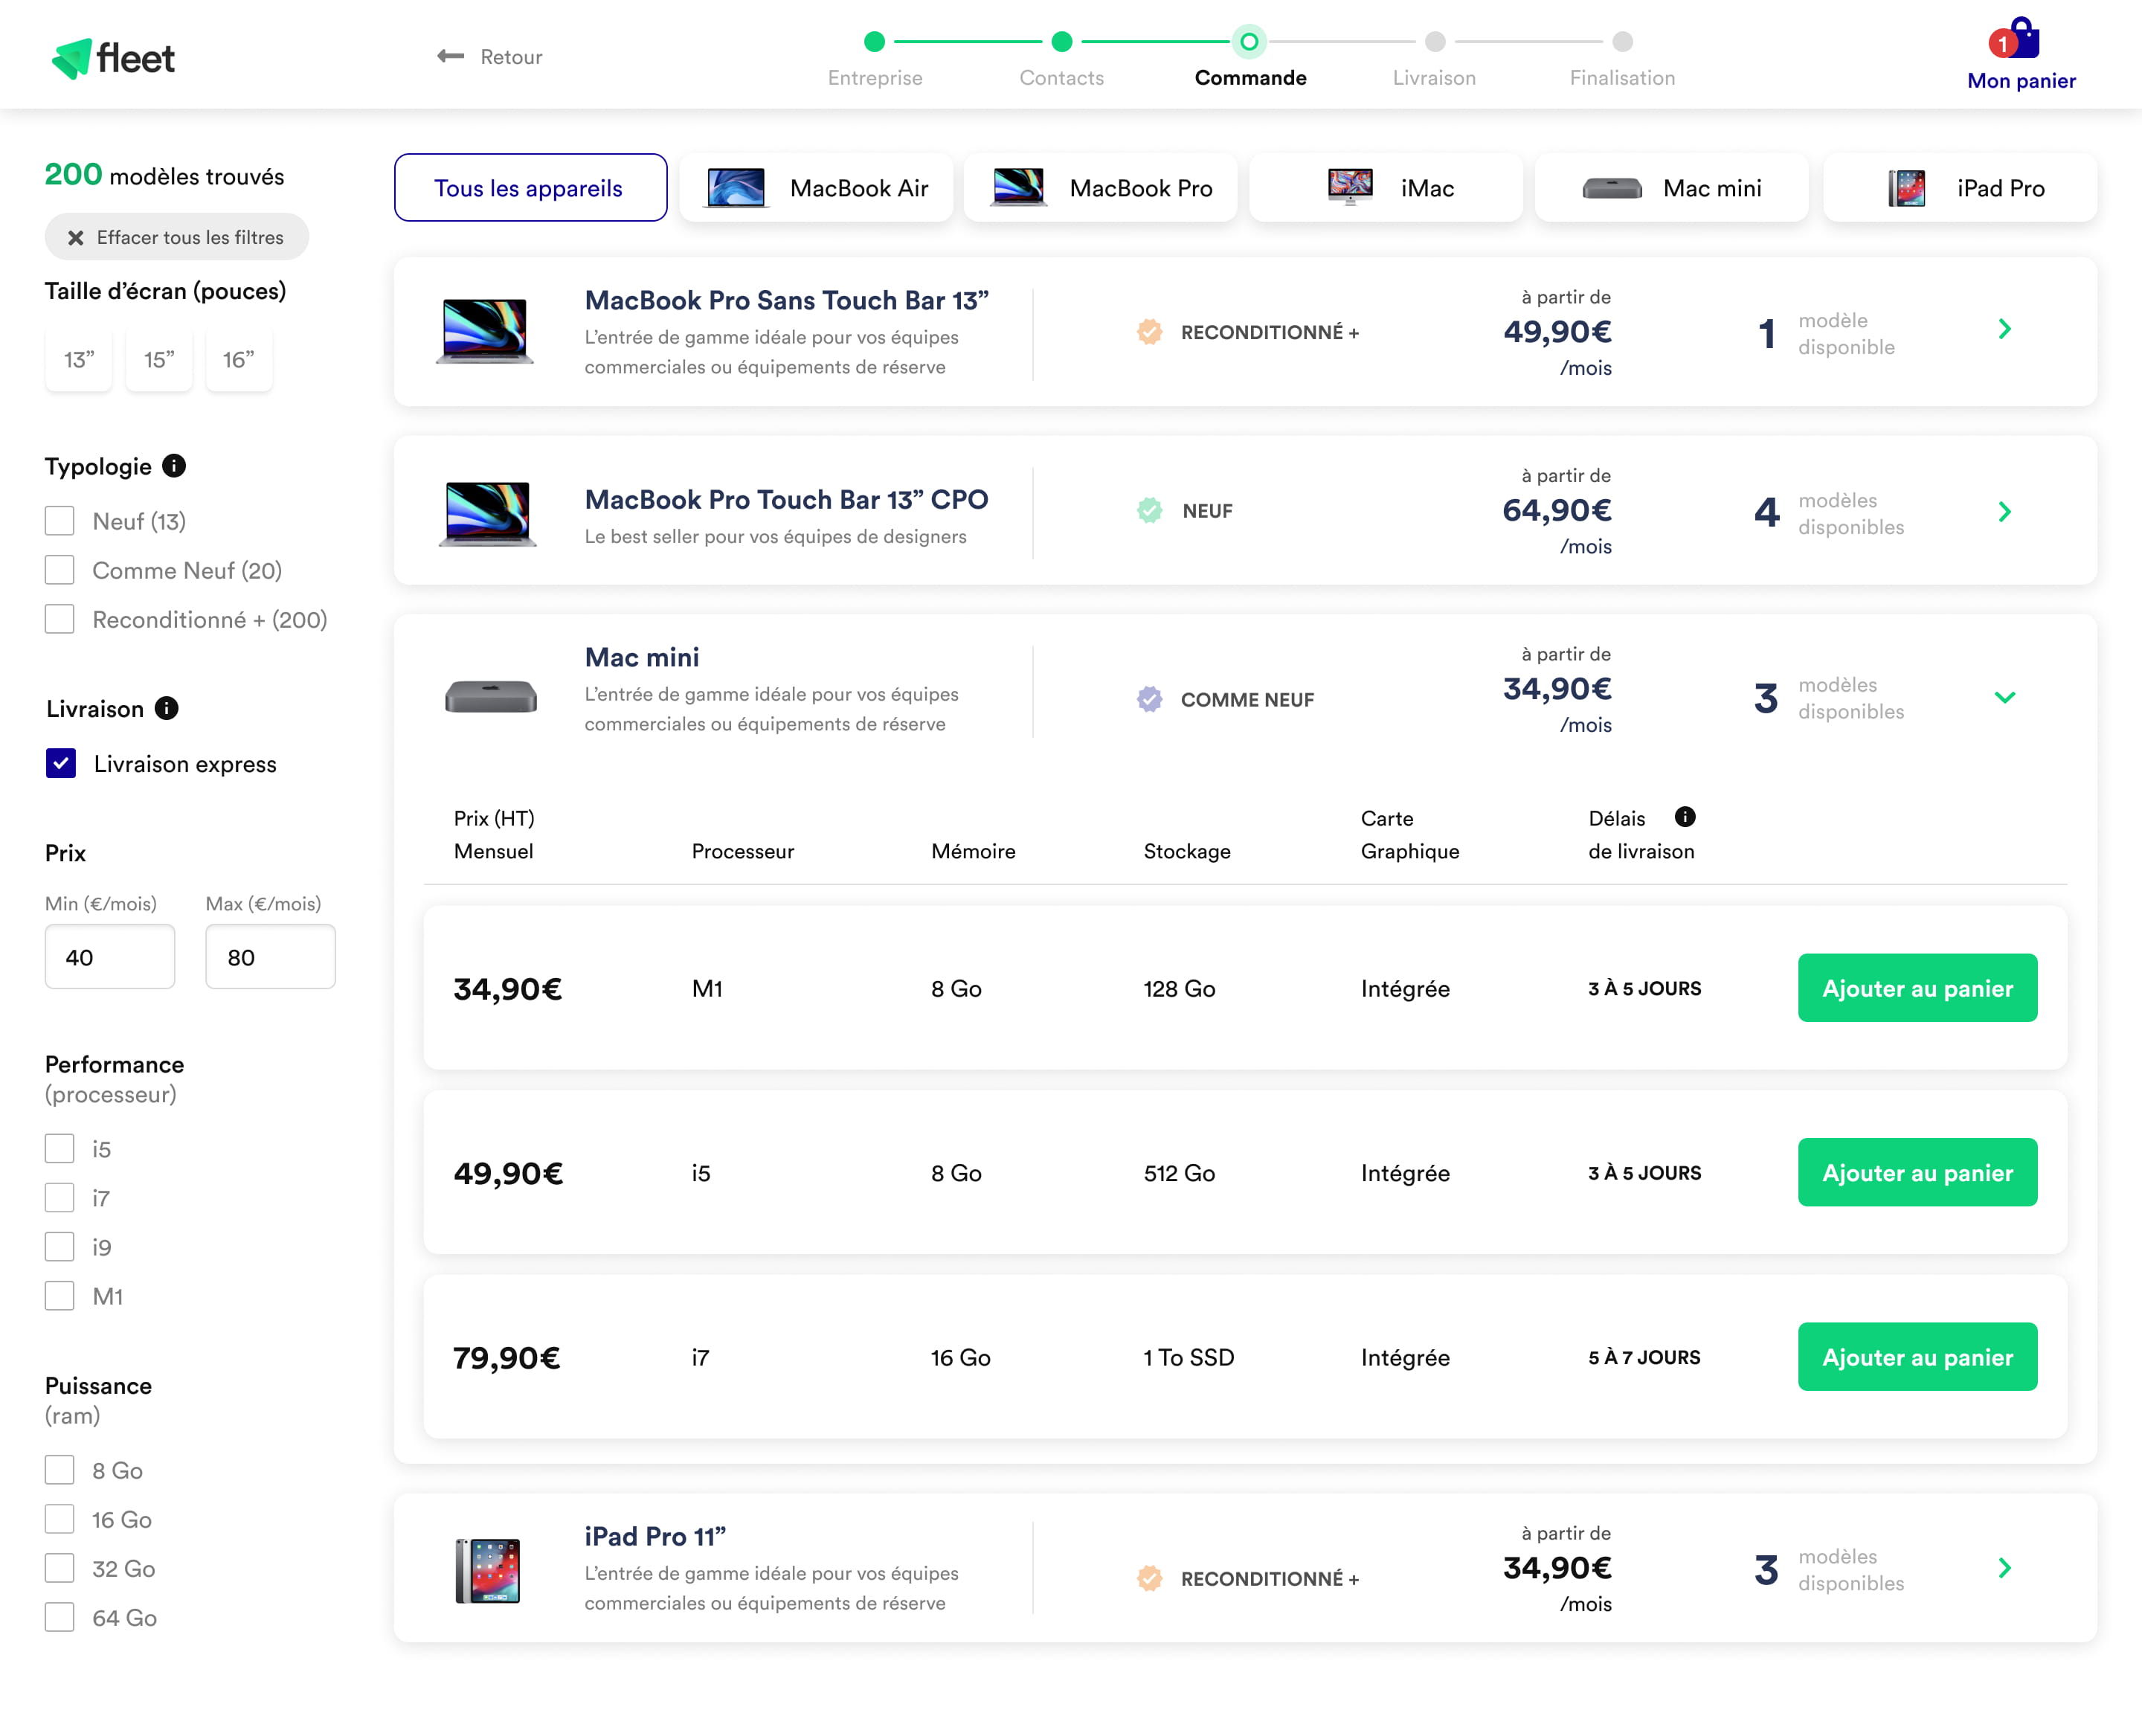 fleet
Retour
Entreprise
Contacts
Commande
Livraison
Finalisation
1
Mon panier
200 modèles trouvés
Effacer tous les filtres
Taille d’écran (pouces)
13”
15”
16”
Typologie
Neuf (13)
Comme Neuf (20)
Reconditionné + (200)
Livraison
Livraison express
Prix
Min (€/mois)
Max (€/mois)
40
80
Performance
(processeur)
i5
i7
i9
M1
Puissance
(ram)
8 Go
16 Go
32 Go
64 Go
Tous les appareils
MacBook Air
MacBook Pro
iMac
Mac mini
iPad Pro
MacBook Pro Sans Touch Bar 13”
L’entrée de gamme idéale pour vos équipes
commerciales ou équipements de réserve
RECONDITIONNÉ +
à partir de
49,90€
/mois
1
modèle
disponible
MacBook Pro Touch Bar 13” CPO
Le best seller pour vos équipes de designers
NEUF
à partir de
64,90€
/mois
4
modèles
disponibles
Mac mini
L’entrée de gamme idéale pour vos équipes
commerciales ou équipements de réserve
COMME NEUF
à partir de
34,90€
/mois
3
modèles
disponibles
Prix (HT)
Mensuel
Processeur
Mémoire
Stockage
Carte
Graphique
Délais
de livraison
34,90€
M1
8 Go
128 Go
Intégrée
3 À 5 JOURS
Ajouter au panier
49,90€
i5
8 Go
512 Go
Intégrée
3 À 5 JOURS
Ajouter au panier
79,90€
i7
16 Go
1 To SSD
Intégrée
5 À 7 JOURS
Ajouter au panier
iPad Pro 11”
L’entrée de gamme idéale pour vos équipes
commerciales ou équipements de réserve
RECONDITIONNÉ +
à partir de
34,90€
/mois
3
modèles
disponibles